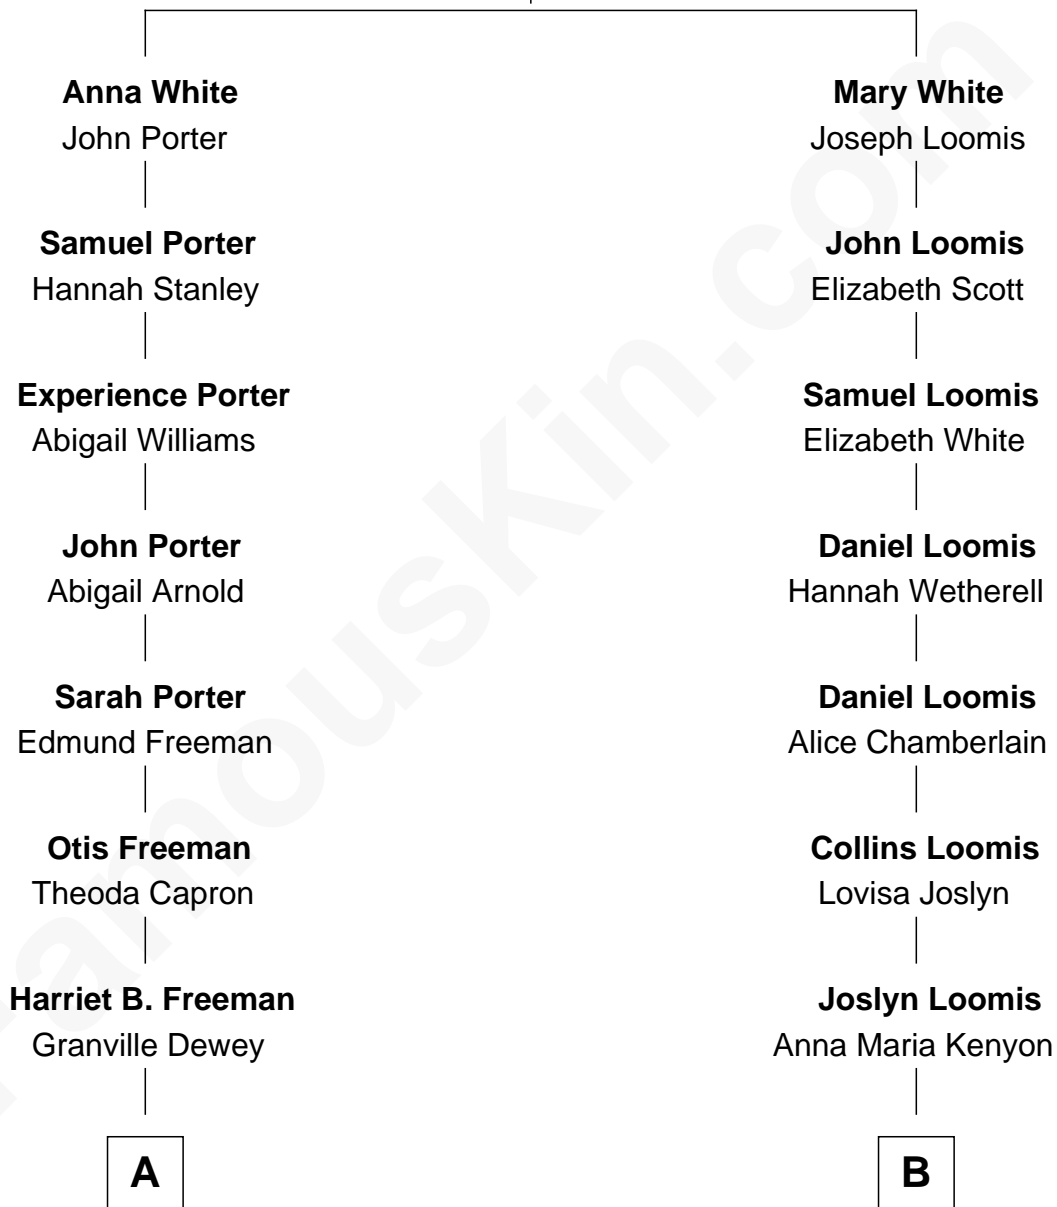 Anna White
John Porter
Samuel Porter
Hannah Stanley
Experience Porter
Abigail Williams
John Porter
Abigail Arnold
Sarah Porter
Edmund Freeman
Otis Freeman
Theoda Capron
Harriet B. Freeman
Granville Dewey
A
Mary White
Joseph Loomis
John Loomis
Elizabeth Scott
Samuel Loomis
Elizabeth White
Daniel Loomis
Hannah Wetherell
Daniel Loomis
Alice Chamberlain
Collins Loomis
Lovisa Joslyn
Joslyn Loomis
Anna Maria Kenyon
B
FamousKin.com